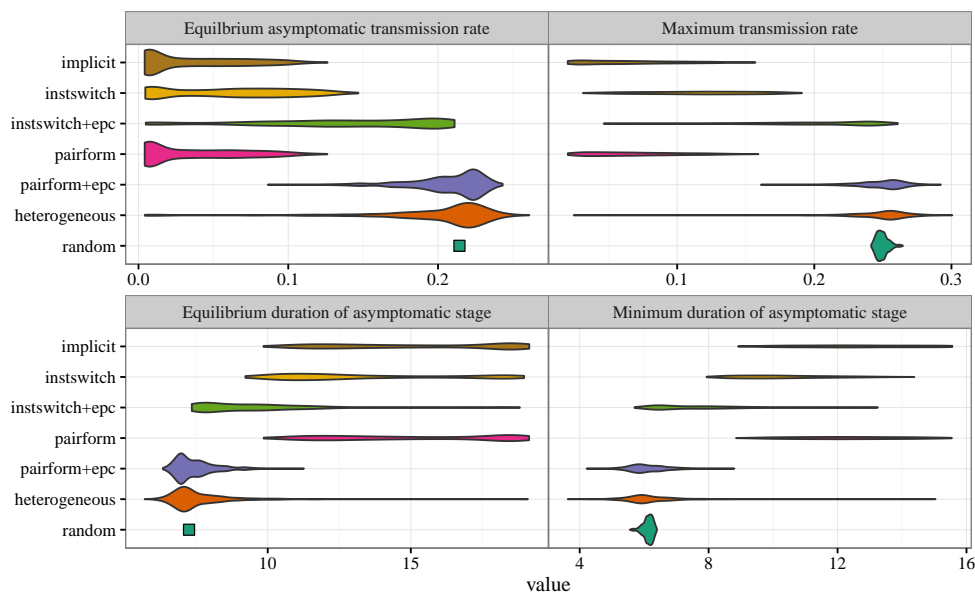 Equilbrium asymptomatic transmission rate
Maximum transmission rate
implicit
instswitch
instswitch+epc
pairform
pairform+epc
heterogeneous
random
0.0 0.1 0.2
0.1 0.2 0.3
Equilibrium duration of asymptomatic stage
Minimum duration of asymptomatic stage
implicit
instswitch
instswitch+epc
pairform
pairform+epc
heterogeneous
random
10 15
4 8 12 16
value